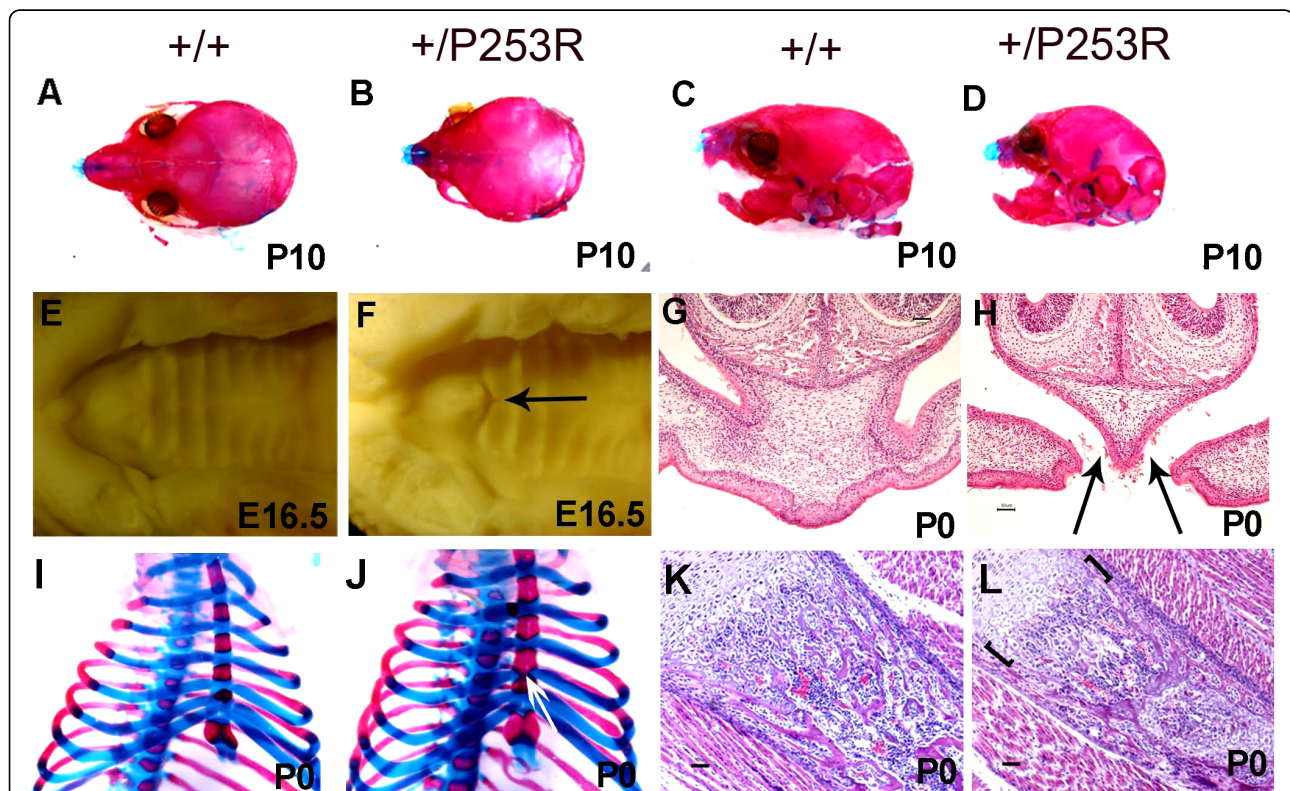 +/+ +/P253R +/+ +/P253R
A B C D
P10 P10 P10 P10
E F G H
E16.5 E16.5 P0 P0
I J K L
P0 P0 P0 P0